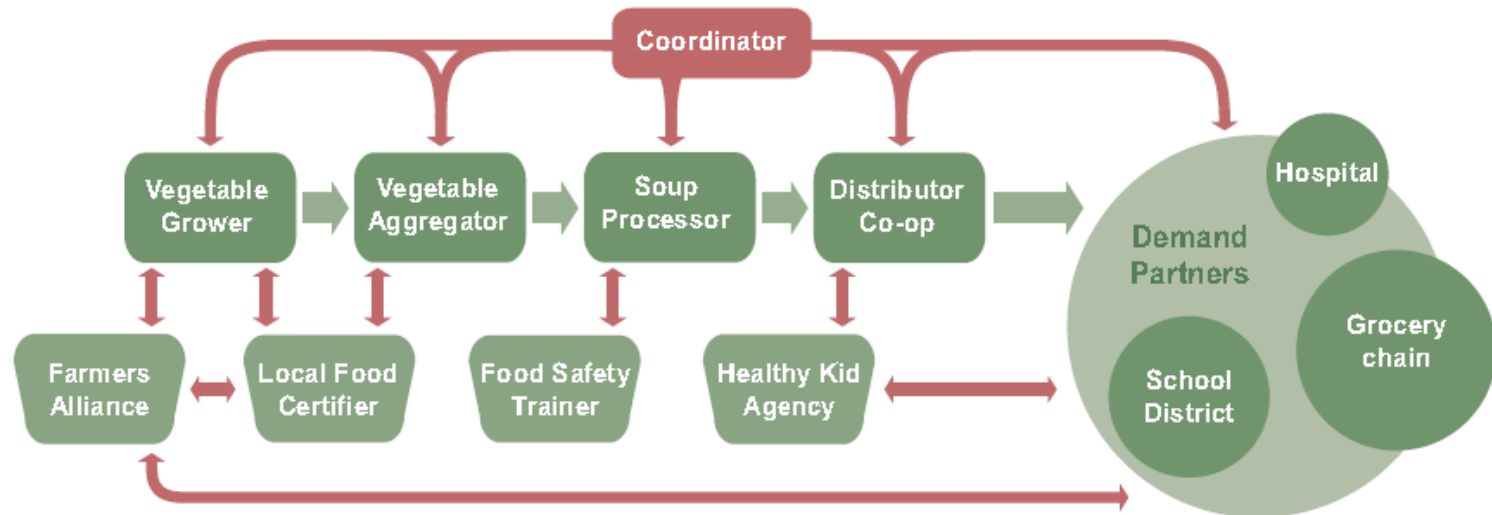 Coordinator
Vegetable
Grower
Vegetable
Aggregator
Soup
Processor
Distributor
Co-op
Hospital
Demand
Partners
Grocery
chain
School
District
Farmers
Alliance
Local Food
Certifier
Food Safety
Trainer
Healthy Kid
Agency